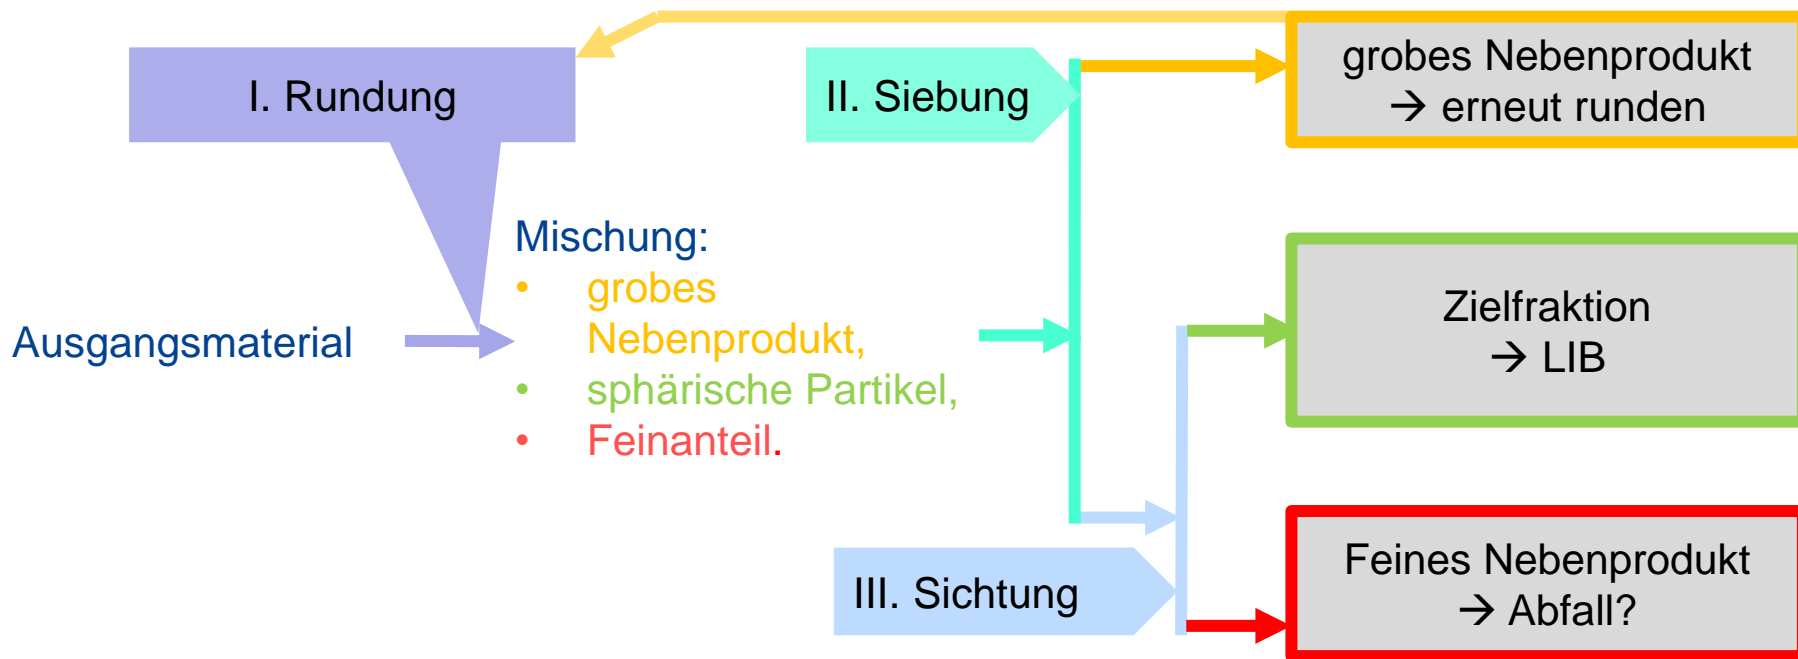 I. Rundung
II. Siebung
grobes Nebenprodukt
→ erneut runden
Ausgangsmaterial
Mischung:
• grobes
Nebenprodukt,
• sphärische Partikel,
• Feinanteil.
Zielfraktion
→ LIB
III. Sichtung
Feines Nebenprodukt
→ Abfall?